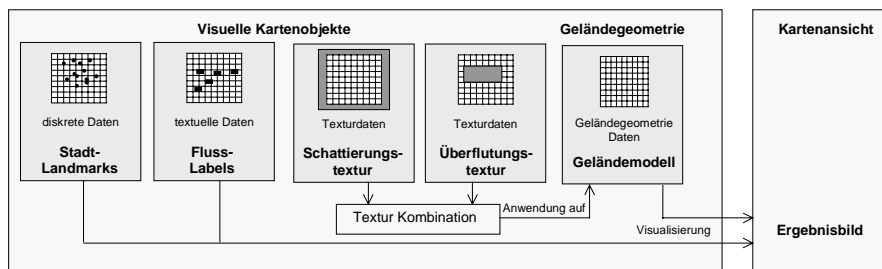 Visuelle Kartenobjekte
Geländegeometrie
Kartenansicht
diskrete Daten
Stadt-
Landmarks
textuelle Daten
Fluss-
Labels
Texturdaten
Schattierungs-
textur
Texturdaten
Überflutungs-
textur
Geländegeometrie
Daten
Geländemodell
Textur Kombination
Anwendung auf
Visualisierung
Ergebnisbild